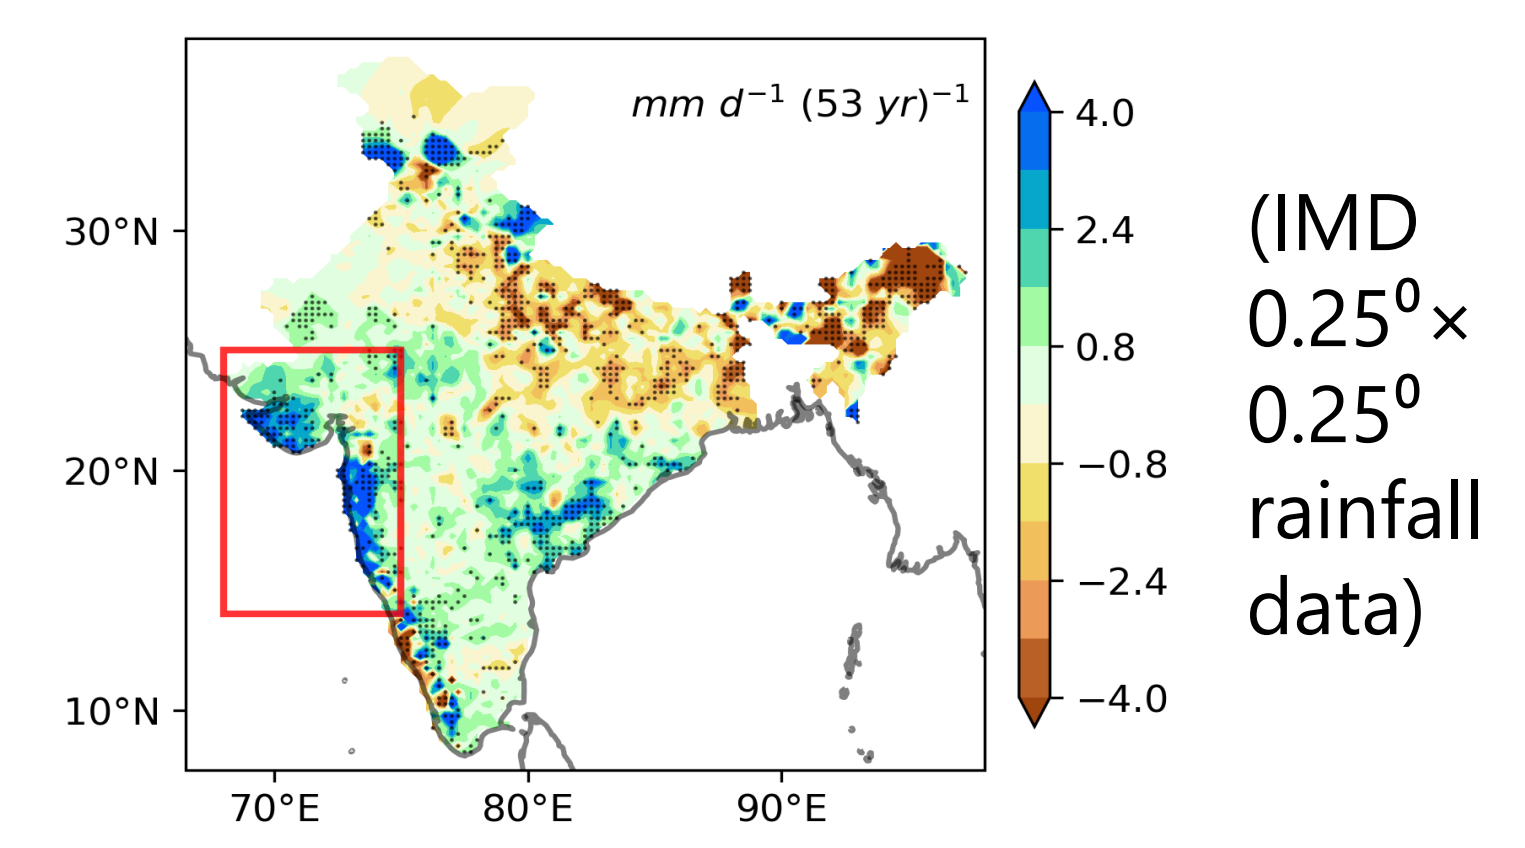 mm d⁻¹ (53 yr)⁻¹
4.0
2.4
0.8
−0.8
−2.4
−4.0
30°N
20°N
10°N
70°E 80°E 90°E
(IMD
0.25⁰×
0.25⁰
rainfall
data)